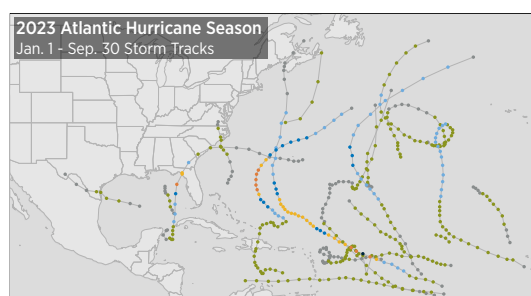 2023 Atlantic Hurricane Season
Jan. 1 - Sep. 30 Storm Tracks